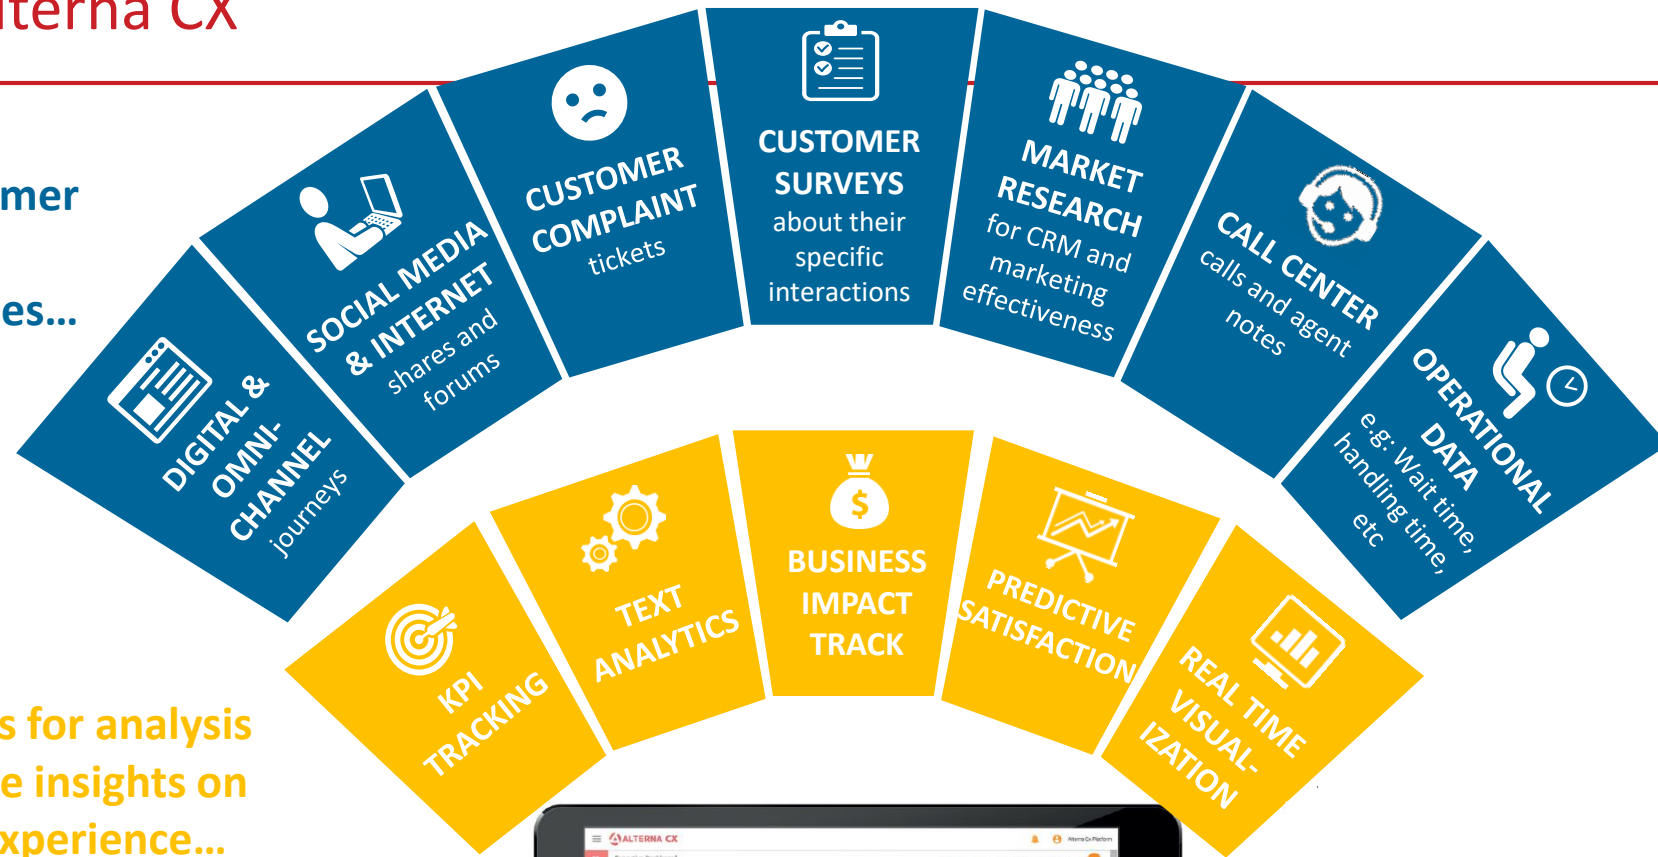 lterna CX
mer
es...
DIGITAL &
OMNI-
CHANNEL
journeys
SOCIAL MEDIA
& INTERNET
shares and
forums
CUSTOMER
COMPLAINT
tickets
CUSTOMER
SURVEYS
about their
specific
interactions
MARKET
RESEARCH
for CRM and
marketing
effectiveness
CALL CENTER
calls and agent
notes
OPERATIONAL
DATA
e.g: Wait time,
handling time,
etc
KPI
TRACKING
TEXT
ANALYTICS
$
BUSINESS
IMPACT
TRACK
PREDICTIVE
SATISFACTION
REAL TIME
VISUAL-
IZATION
s for analysis
e insights on
xperience...
ALTERNA CX
Alterna Cx Platform